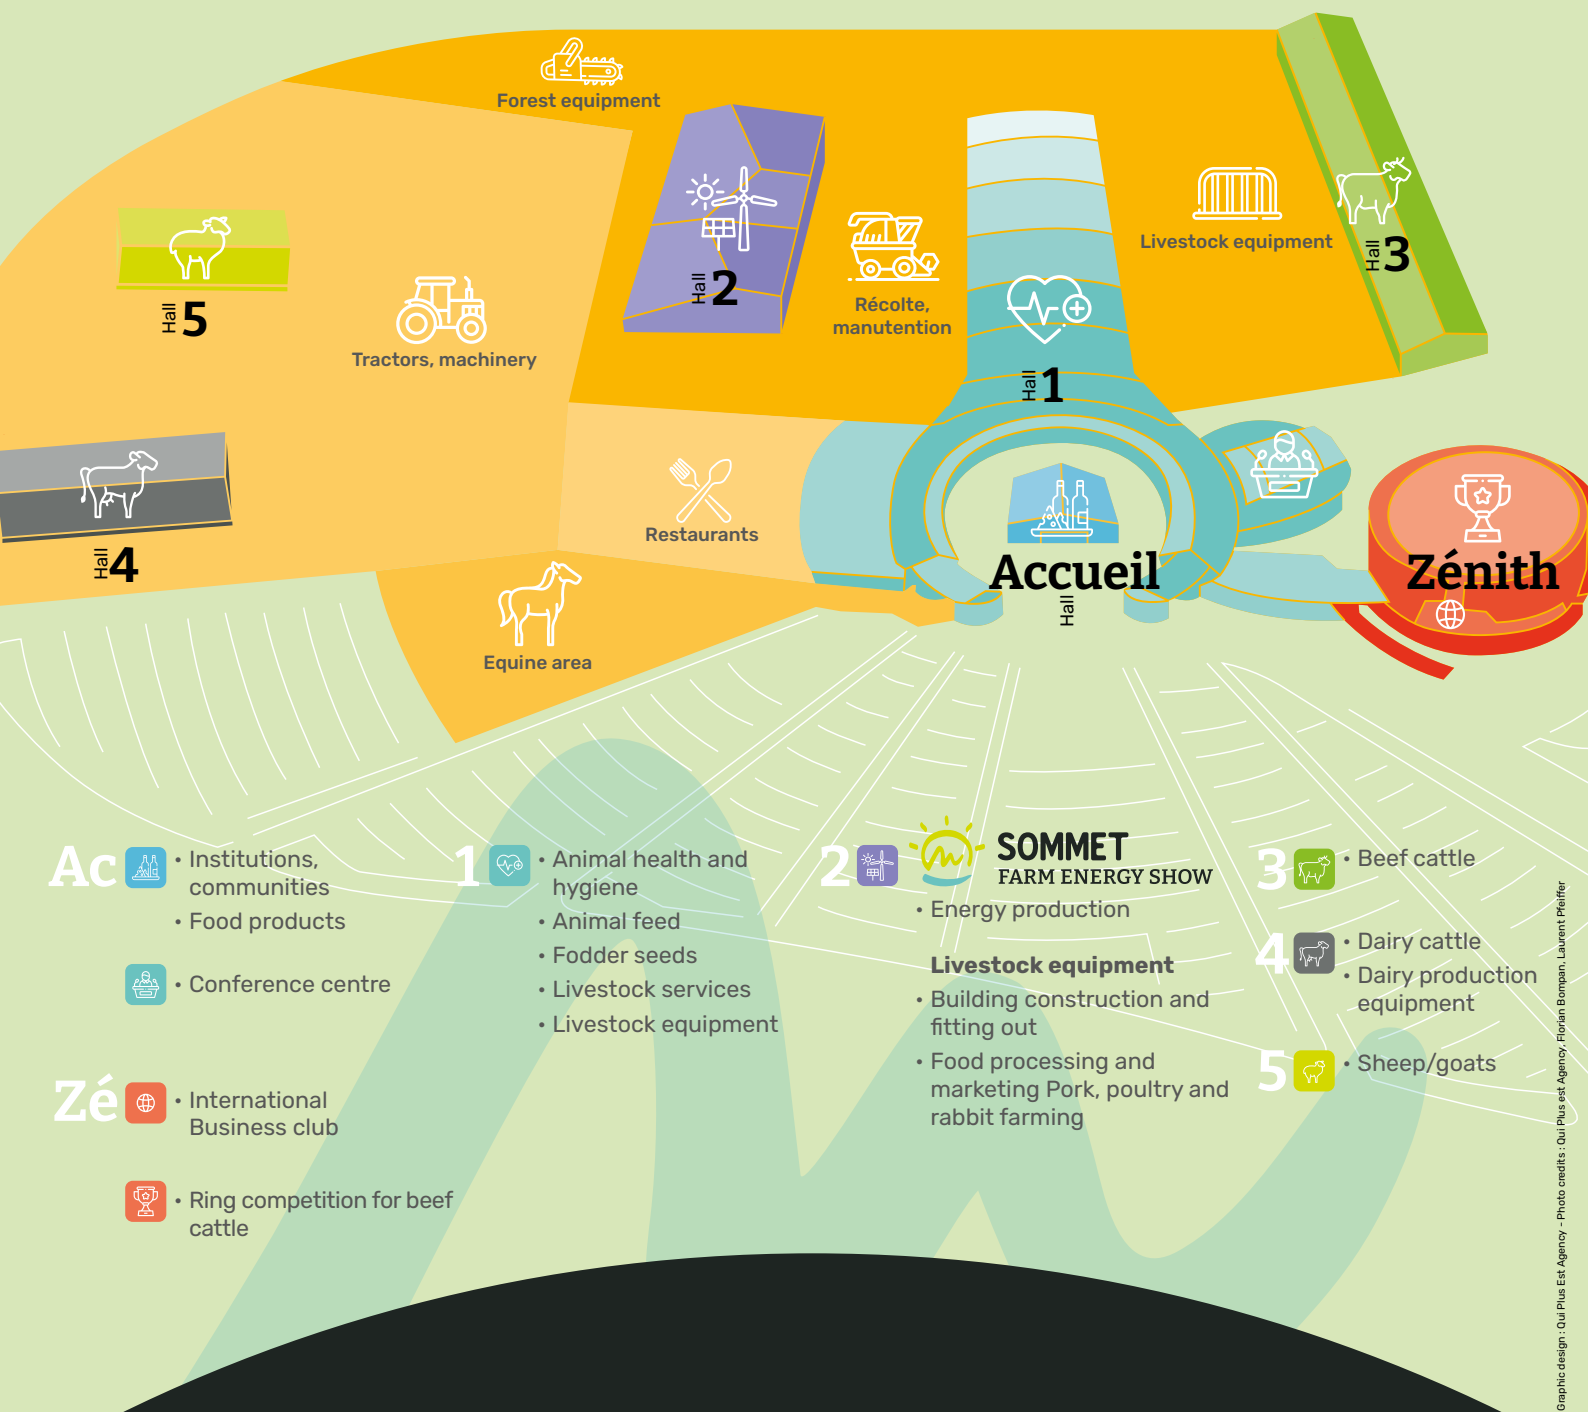 Forest equipment
Hall 5
Tractors, machinery
Hall 2
Récolte,
manutention
Livestock equipment
Hall 3
Hall 1
Hall 4
Restaurants
Equine area
Accueil
Hall
Zénith
Ac
• Institutions,
communities
• Food products
• Conference centre
Zé
• International
Business club
• Ring competition for beef
cattle
1
• Animal health and
hygiene
• Animal feed
• Fodder seeds
• Livestock services
• Livestock equipment
2
SOMMET
FARM ENERGY SHOW
• Energy production
Livestock equipment
• Building construction and
fitting out
• Food processing and
marketing Pork, poultry and
rabbit farming
3
• Beef cattle
4
• Dairy cattle
• Dairy production
equipment
5
• Sheep/goats
Graphic design : Qui Plus Est Agency - Photo credits : Qui Plus est Agency, Florian Bompan, Laurent Pfeiffer